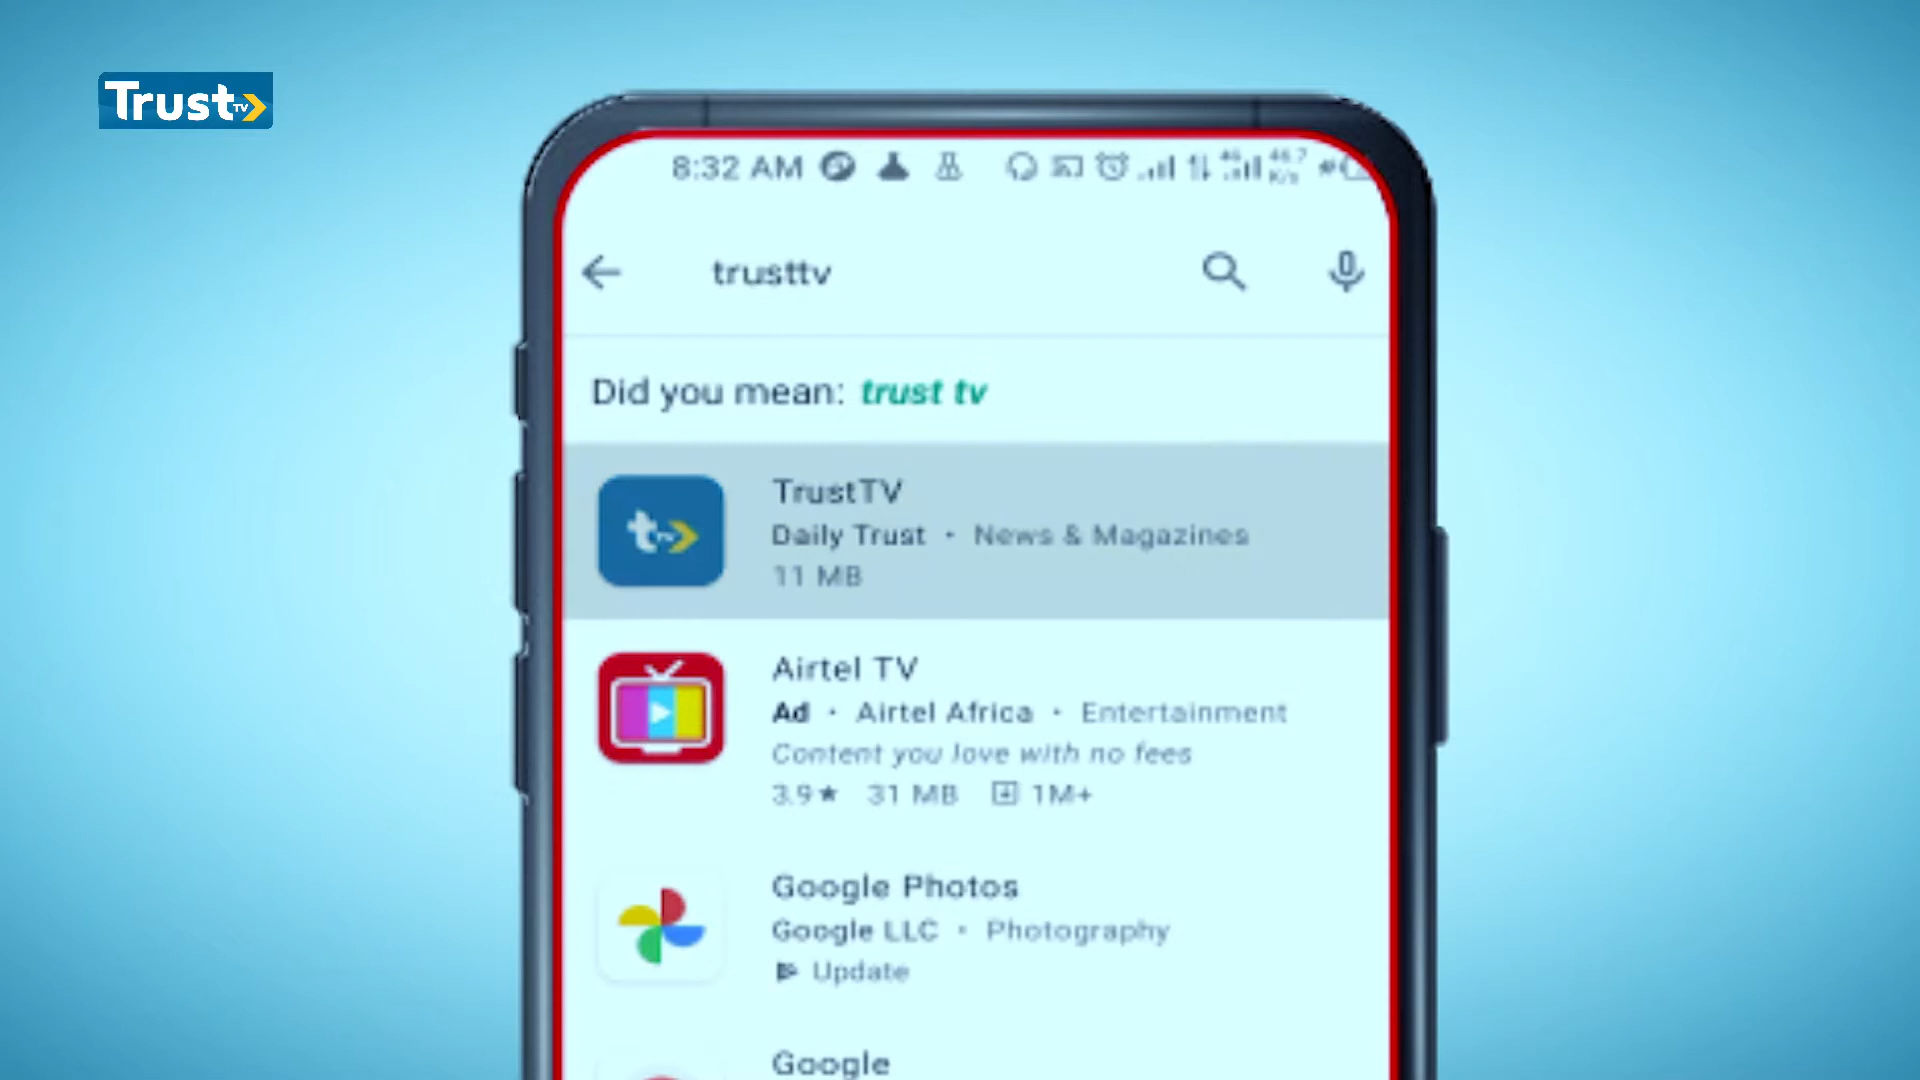 Trust TV
8:32 AM
trusttv
Did you mean: trust tv
TrustTV
Daily Trust • News & Magazines
11 MB
Airtel TV
Ad • Airtel Africa • Entertainment
Content you love with no fees
3.9★ 31 MB 1M+
Google Photos
Google LLC • Photography
Update
Google